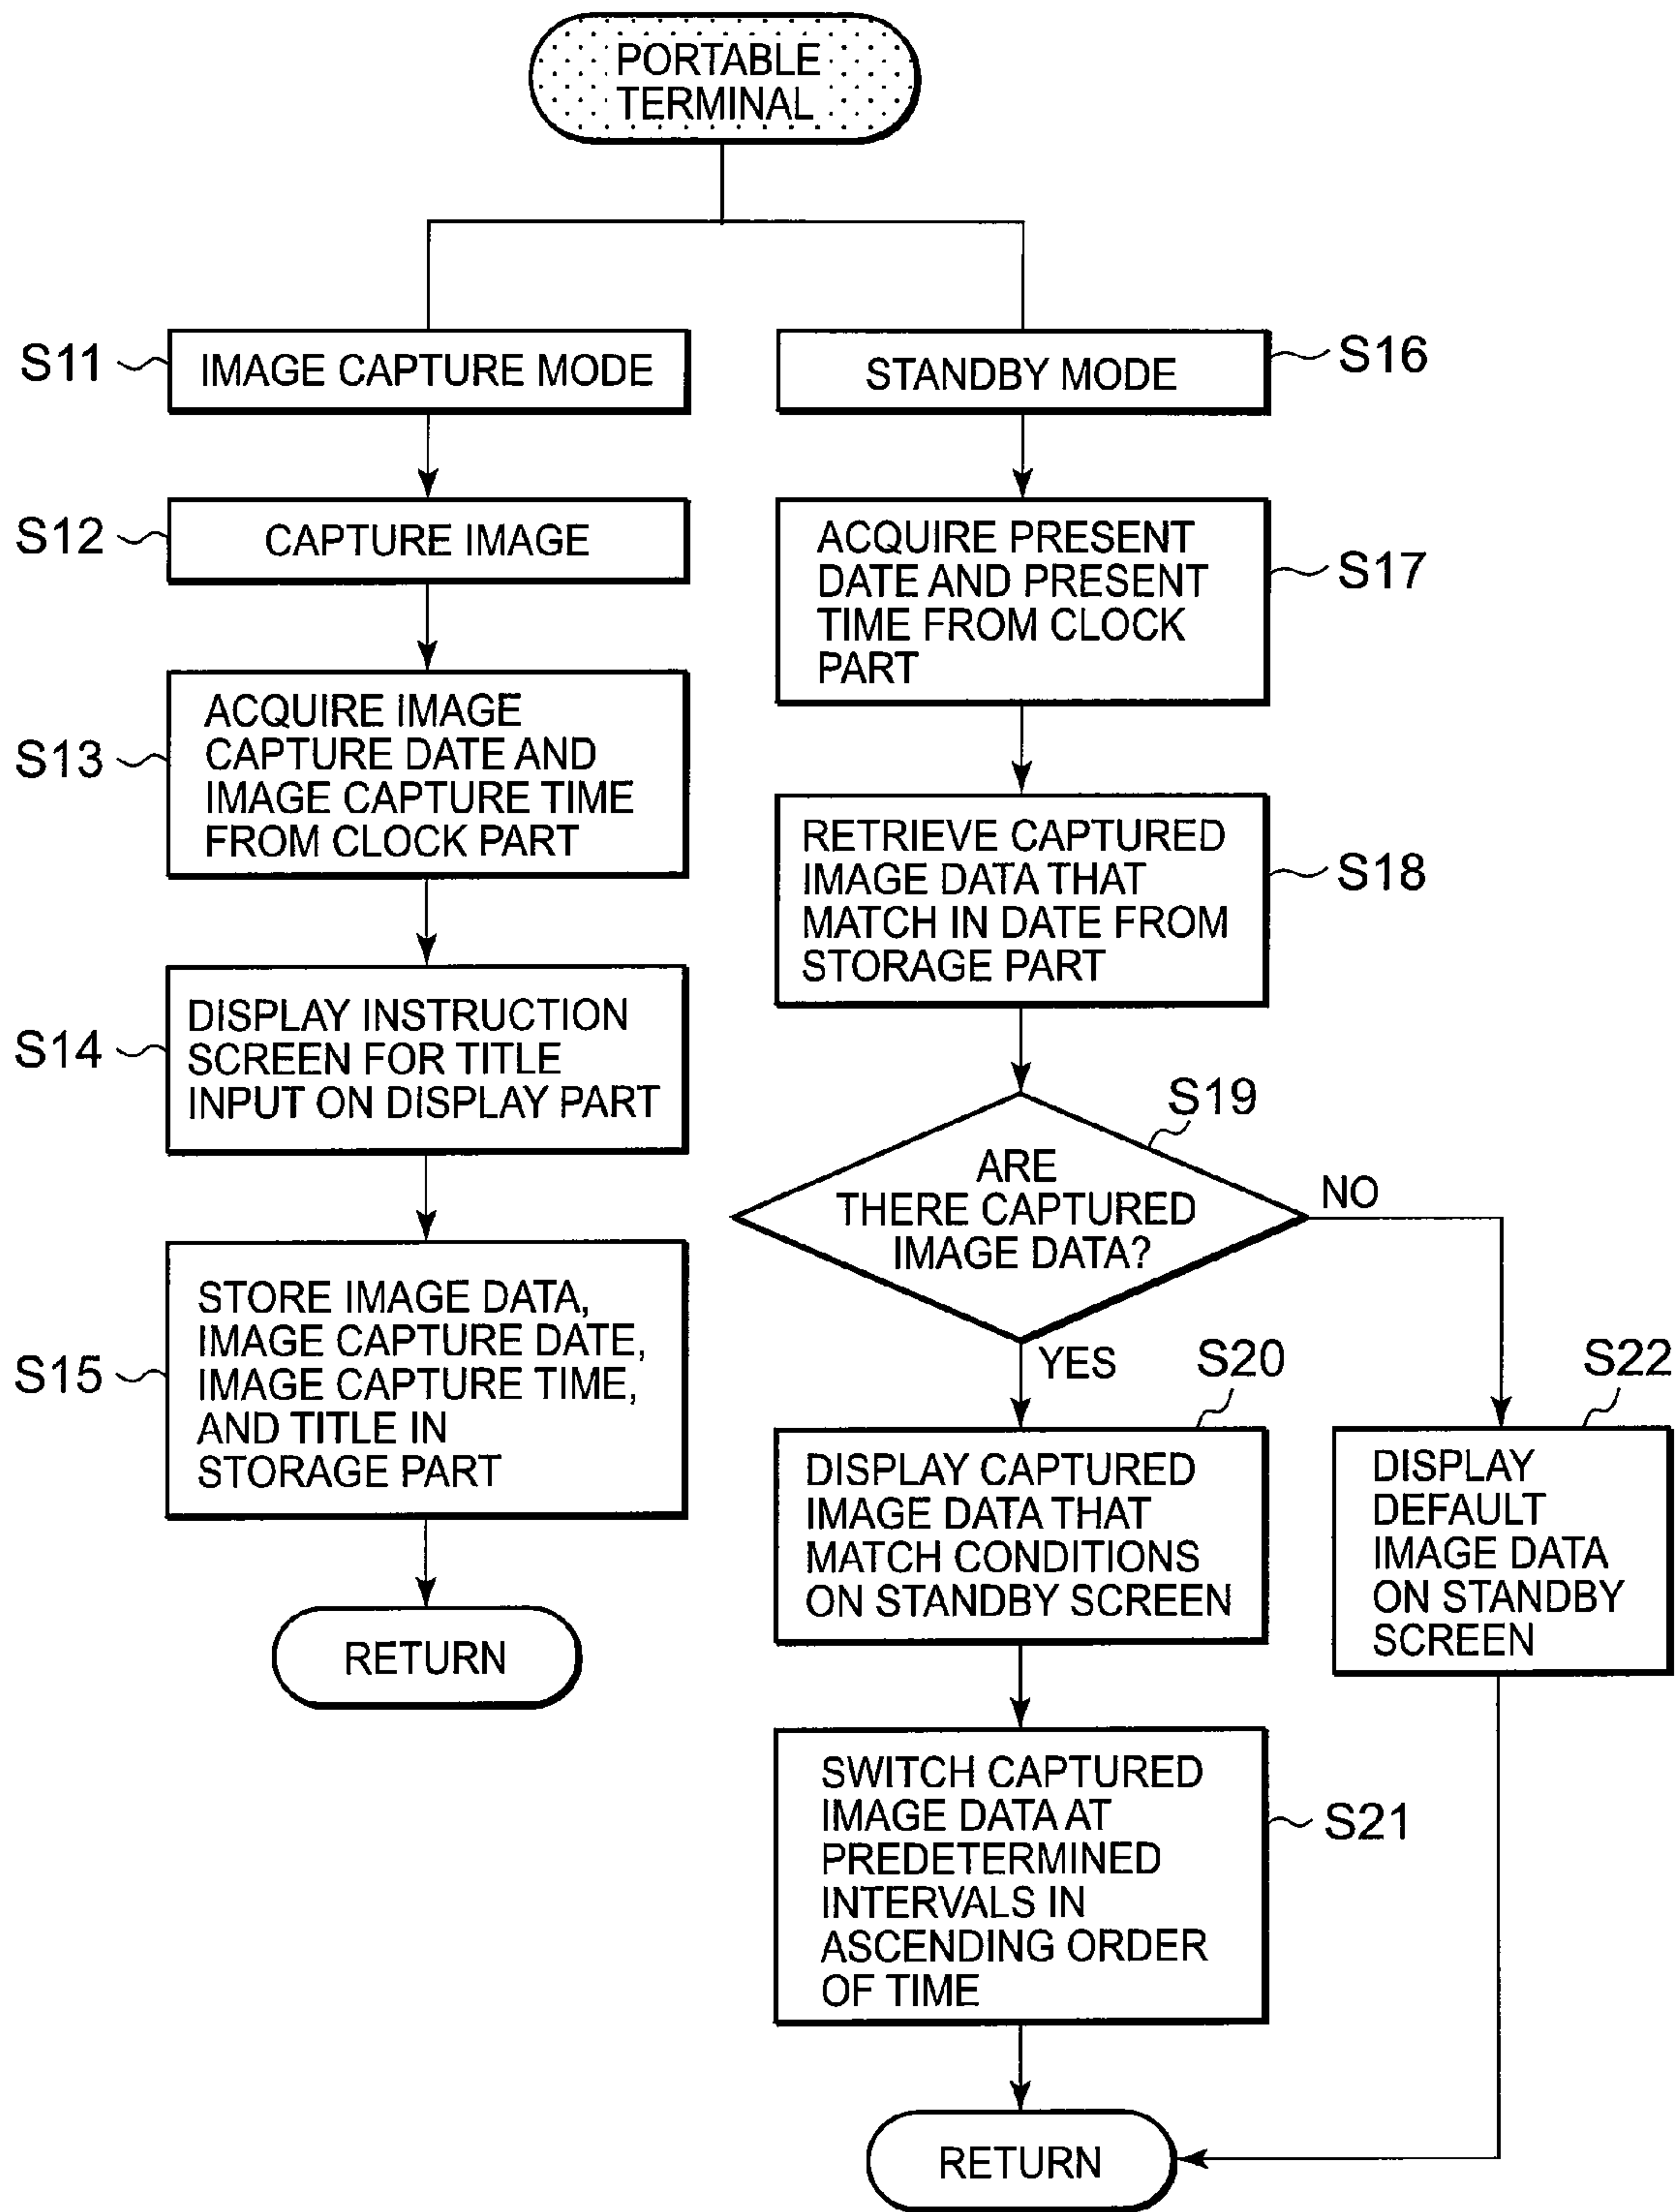 PORTABLE
TERMINAL
S11
IMAGE CAPTURE MODE
S12
CAPTURE IMAGE
S13
ACQUIRE IMAGE
CAPTURE DATE AND
IMAGE CAPTURE TIME
FROM CLOCK PART
S14
DISPLAY INSTRUCTION
SCREEN FOR TITLE
INPUT ON DISPLAY PART
S15
STORE IMAGE DATA,
IMAGE CAPTURE DATE,
IMAGE CAPTURE TIME,
AND TITLE IN
STORAGE PART
RETURN
STANDBY MODE
S16
ACQUIRE PRESENT
DATE AND PRESENT
TIME FROM CLOCK
PART
S17
RETRIEVE CAPTURED
IMAGE DATA THAT
MATCH IN DATE FROM
STORAGE PART
S18
S19
ARE
THERE CAPTURED
IMAGE DATA?
NO
YES
S20
DISPLAY CAPTURED
IMAGE DATA THAT
MATCH CONDITIONS
ON STANDBY SCREEN
S22
DISPLAY
DEFAULT
IMAGE DATA
ON STANDBY
SCREEN
SWITCH CAPTURED
IMAGE DATA AT
PREDETERMINED
INTERVALS IN
ASCENDING ORDER
OF TIME
S21
RETURN